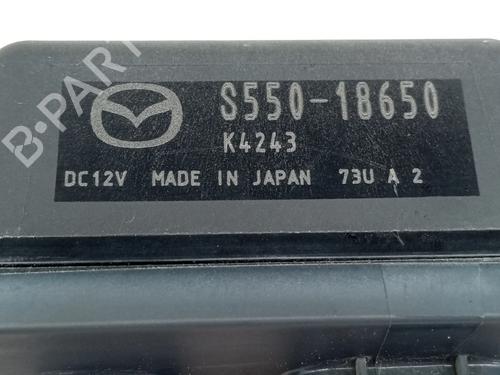 B-PARTS
S550-18650
K4243
DC12V MADE IN JAPAN 73U A 2